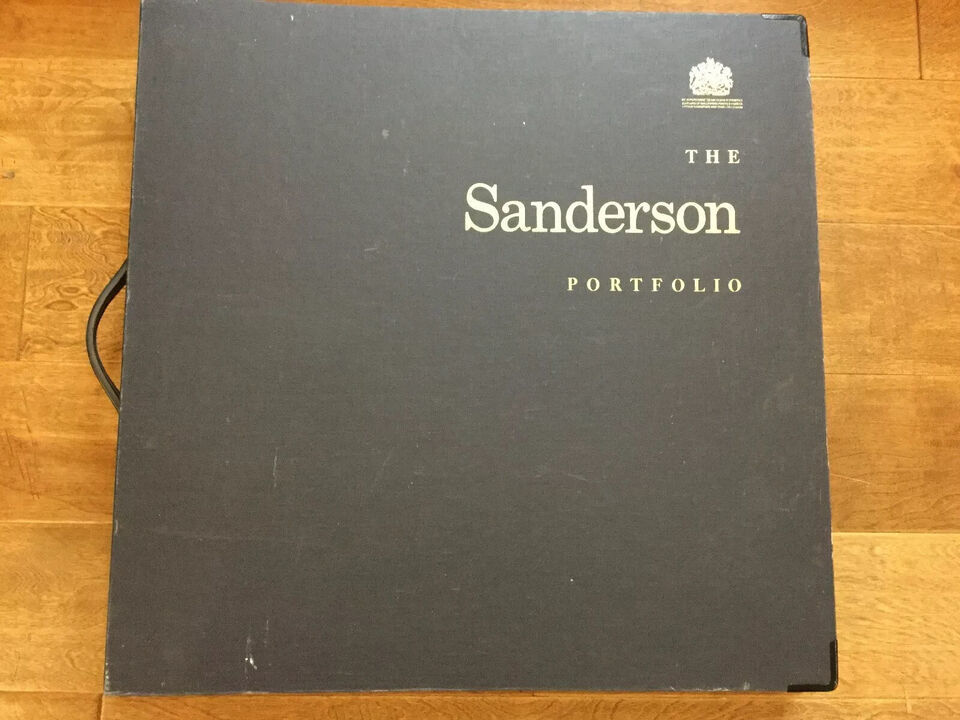 THE
Sanderson
PORTFOLIO